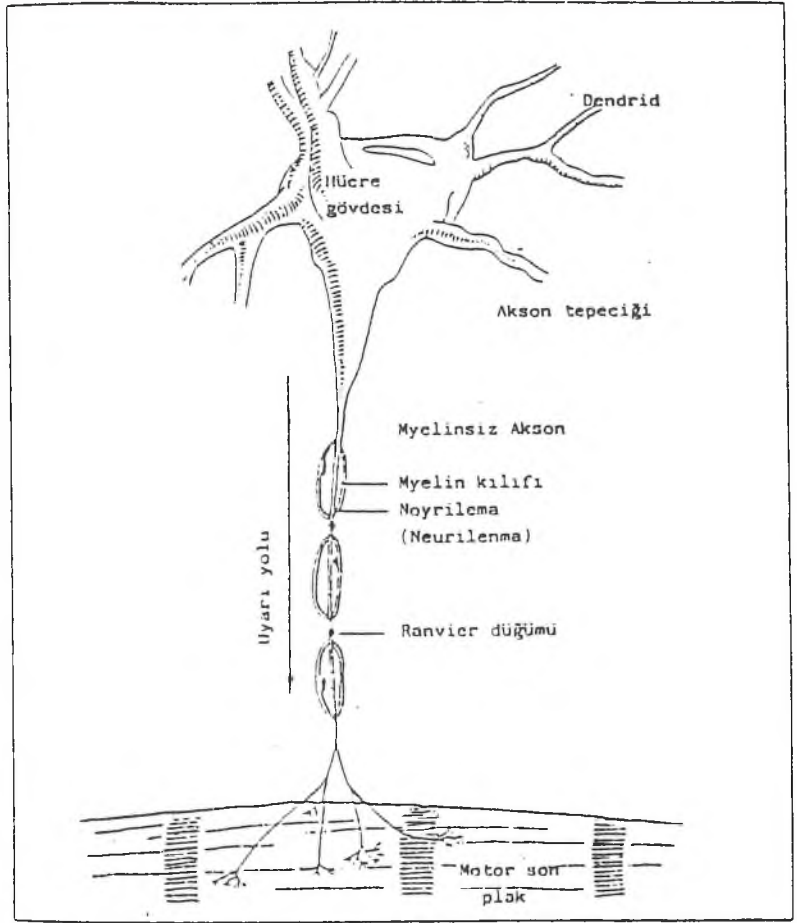 Dendrid
Hücre
gövdesi
Akson tepeciği
Myelinsiz Akson
Myelin kılıfı
Noyrilema
(Neurilenma)
Uyarı yolu
Ranvier düğümü
Motor son
plak